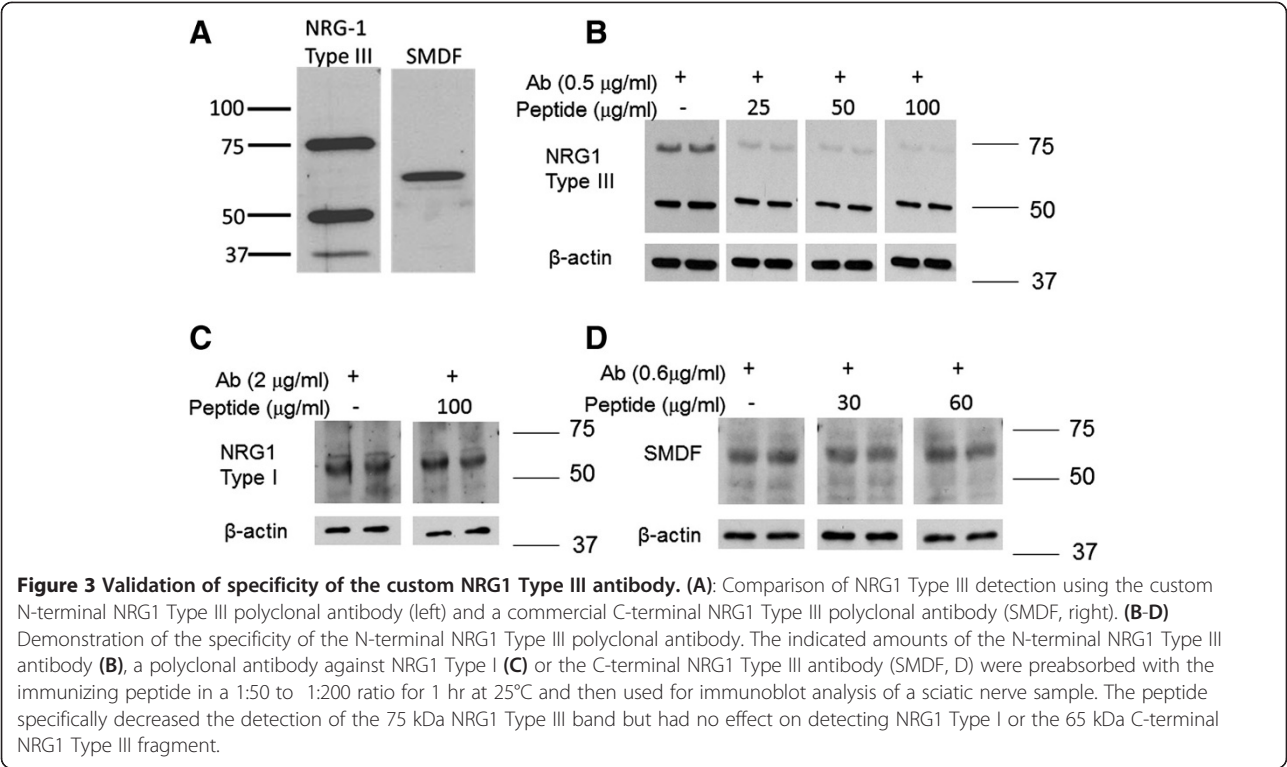 A
NRG-1
Type III
SMDF
100
75
50
37
B
Ab (0.5 μg/ml) + + + +
Peptide (μg/ml) - 25 50 100
NRG1
Type III
75
50
β-actin
37
C
Ab (2 μg/ml) + +
Peptide (μg/ml) - 100
NRG1
Type I
75
50
β-actin
37
D
Ab (0.6μg/ml) + + +
Peptide (μg/ml) - 30 60
SMDF
75
50
β-actin
37
Figure 3 Validation of specificity of the custom NRG1 Type III antibody. (A): Comparison of NRG1 Type III detection using the custom
N-terminal NRG1 Type III polyclonal antibody (left) and a commercial C-terminal NRG1 Type III polyclonal antibody (SMDF, right). (B-D)
Demonstration of the specificity of the N-terminal NRG1 Type III polyclonal antibody. The indicated amounts of the N-terminal NRG1 Type III
antibody (B), a polyclonal antibody against NRG1 Type I (C) or the C-terminal NRG1 Type III antibody (SMDF, D) were preabsorbed with the
immunizing peptide in a 1:50 to 1:200 ratio for 1 hr at 25°C and then used for immunoblot analysis of a sciatic nerve sample. The peptide
specifically decreased the detection of the 75 kDa NRG1 Type III band but had no effect on detecting NRG1 Type I or the 65 kDa C-terminal
NRG1 Type III fragment.